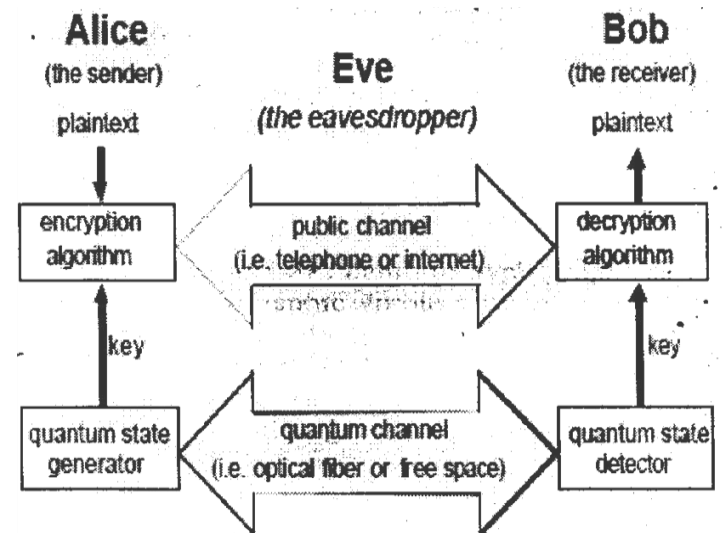 Alice
(the sender)
plaintext
encryption
algorithm
key
quantum state
generator
Eve
(the eavesdropper)
public channel
(i.e. telephone or internet)
quantum channel
(i.e. optical fiber or free space)
Bob
(the receiver)
plaintext
decryption
algorithm
key
quantum state
detector